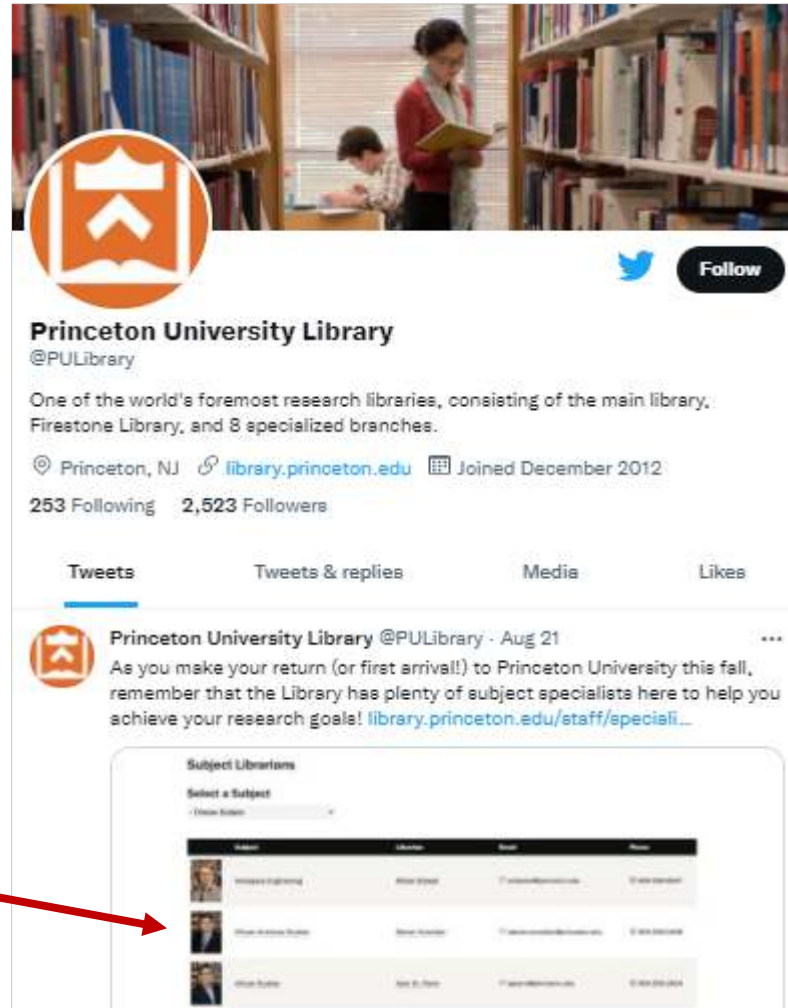 Follow
Princeton University Library
@PULibrary
One of the world's foremost research libraries, consisting of the main library,
Firestone Library, and 8 specialized branches.
Princeton, NJ library.princeton.edu Joined December 2012
253 Following 2,523 Followers
Tweets Tweets & replies Media Likes
Princeton University Library @PULibrary · Aug 21 ...
As you make your return (or first arrival!) to Princeton University this fall,
remember that the Library has plenty of subject specialists here to help you
achieve your research goals! library.princeton.edu/staff/speciali...
Subject Librarians
Select a Subject
Subject Librarian Email Phone